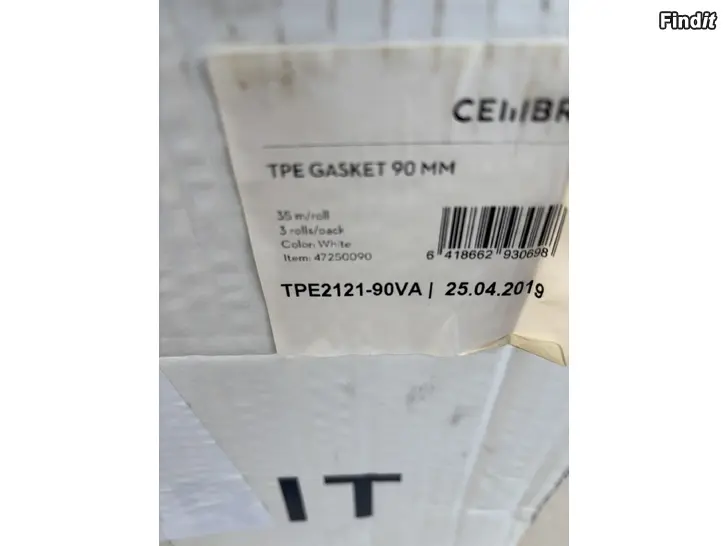 Findit
CEMBR
TPE GASKET 90 MM
35 m/roll
3 rolls/pack
Color: White
Item: 47250090
6 418662 930698
TPE2121-90VA | 25.04.2019
IT